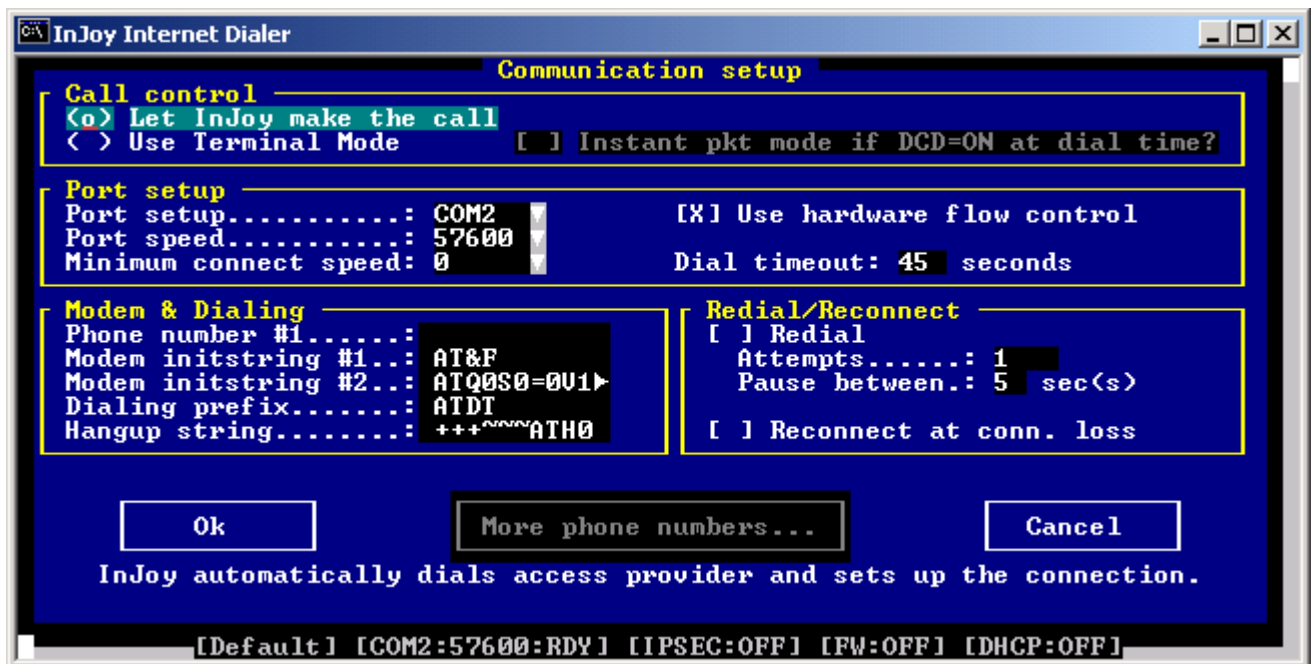 InJoy Internet Dialer
Communication setup
Call control
(o) Let InJoy make the call
( ) Use Terminal Mode [ ] Instant pkt mode if DCD=ON at dial time?
Port setup
Port setup...........: COM2 [X] Use hardware flow control
Port speed...........: 57600
Minimum connect speed: 0 Dial timeout: 45 seconds
Modem & Dialing Redial/Reconnect
Phone number #1......: [ ] Redial
Modem initstring #1..: AT&F Attempts......: 1
Modem initstring #2..: ATQ0S0=0V1► Pause between.: 5 sec(s)
Dialing prefix.......: ATDT
Hangup string........: +++~~~~ATH0 [ ] Reconnect at conn. loss
Ok More phone numbers... Cancel
InJoy automatically dials access provider and sets up the connection.
[Default] [COM2:57600:RDY] [IPSEC:OFF] [FW:OFF] [DHCP:OFF]